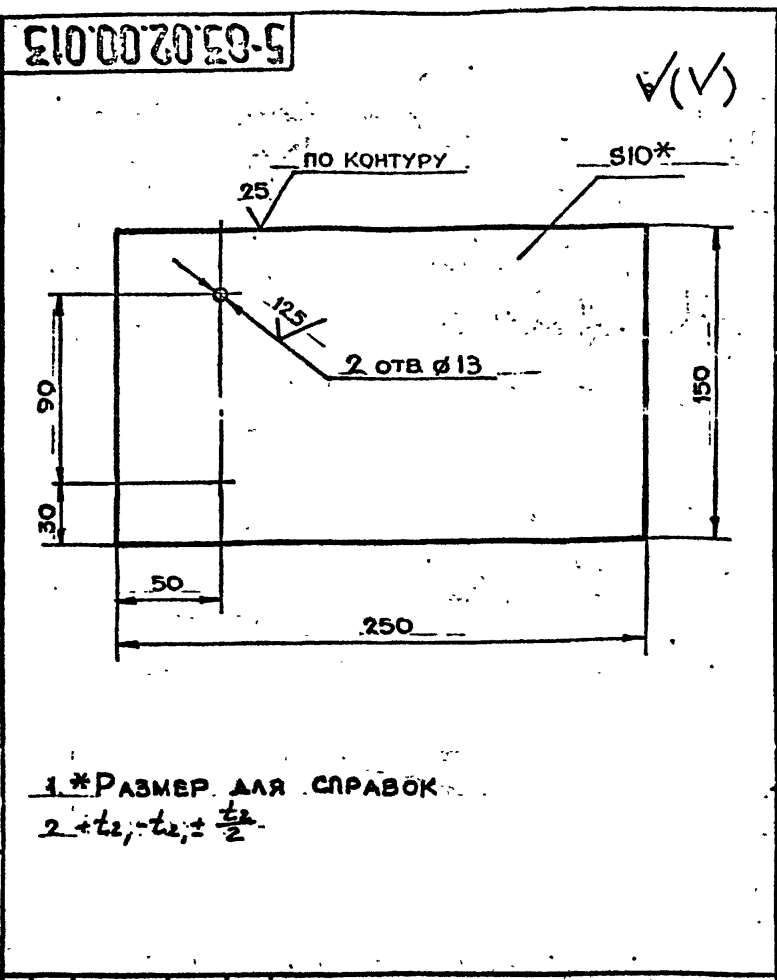 5-83.02.00.013
√(√)
ПО КОНТУРУ
25
S10*
125
2 ОТВ ⌀13
90
150
30
50
250
1. * РАЗМЕР ДЛЯ СПРАВОК
2 +t₂, -t₂, ± t₂/2